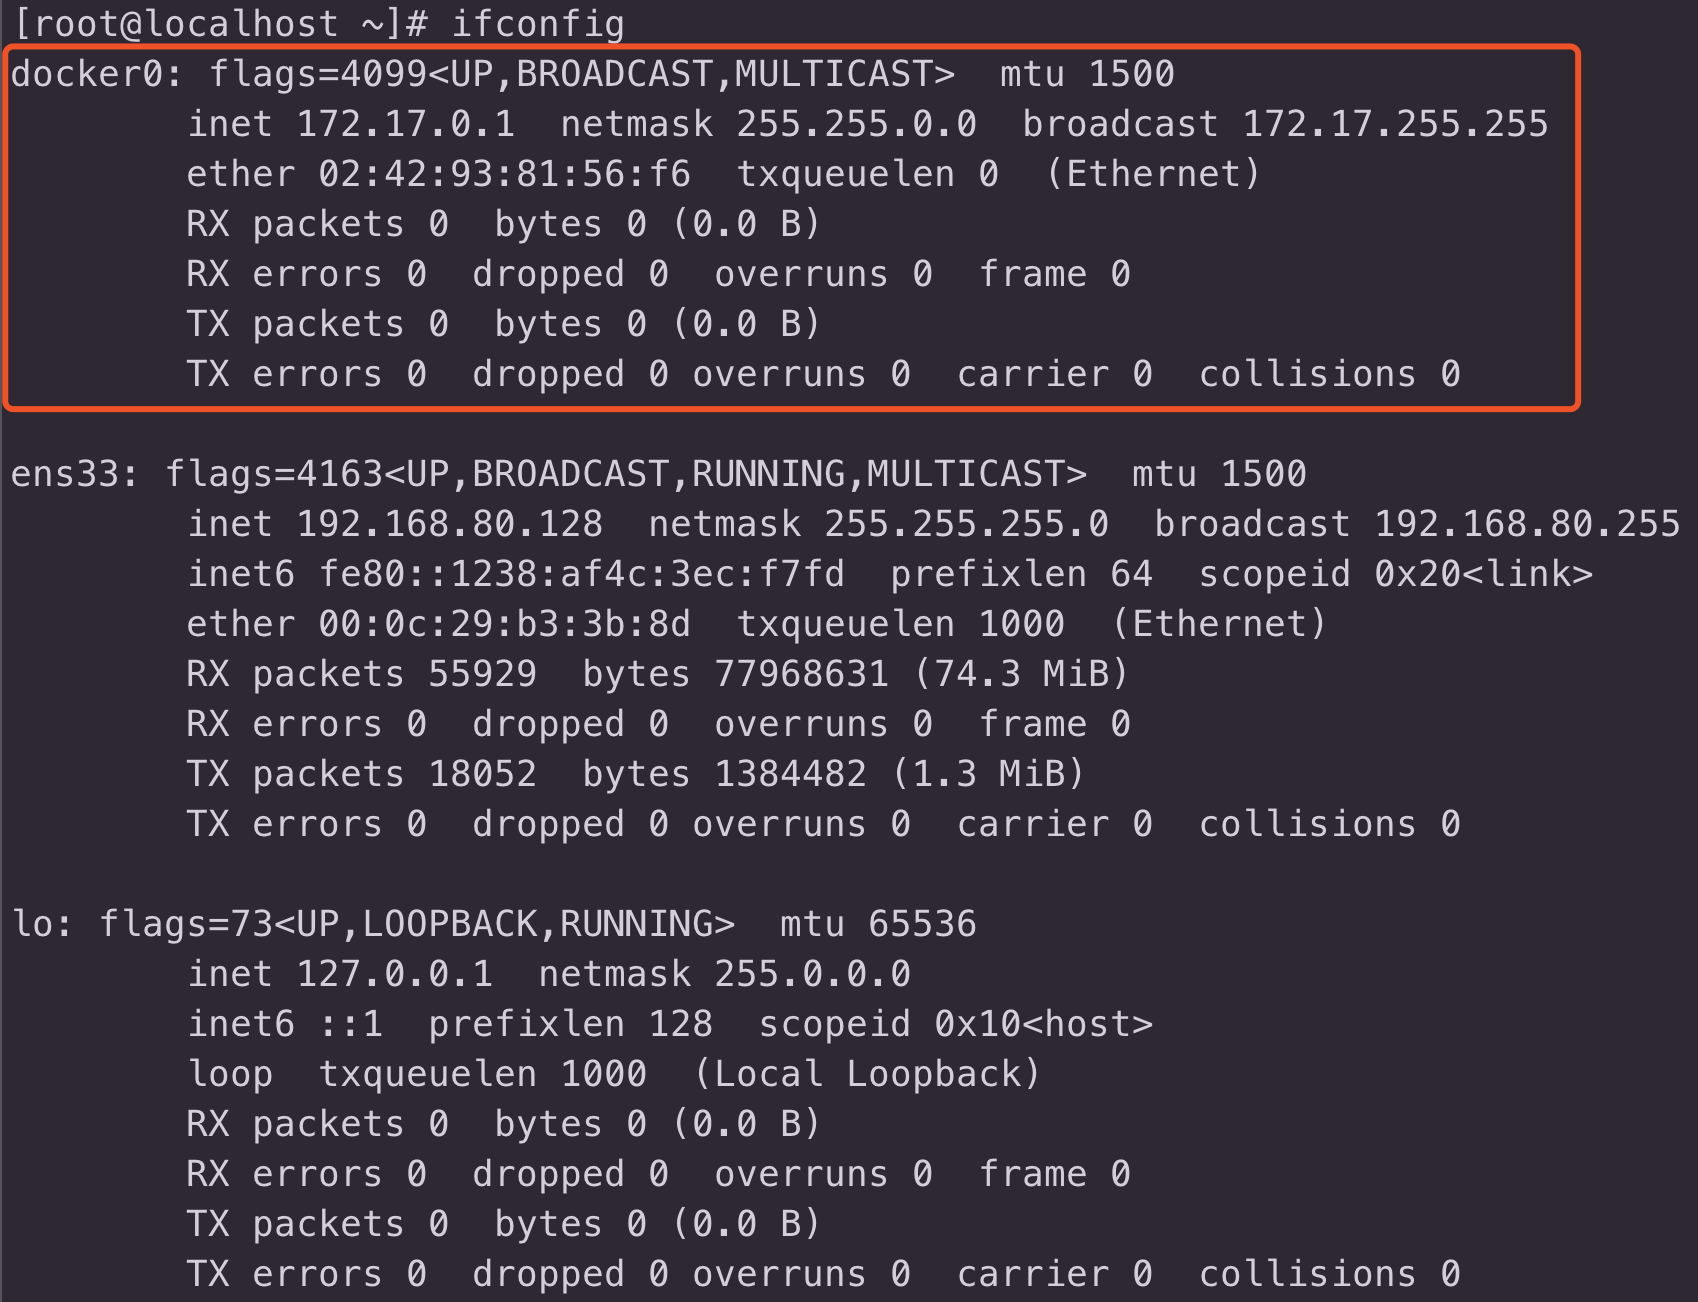 [root@localhost ~]# ifconfig
docker0: flags=4099<UP,BROADCAST,MULTICAST>  mtu 1500
        inet 172.17.0.1  netmask 255.255.0.0  broadcast 172.17.255.255
        ether 02:42:93:81:56:f6  txqueuelen 0  (Ethernet)
        RX packets 0  bytes 0 (0.0 B)
        RX errors 0  dropped 0  overruns 0  frame 0
        TX packets 0  bytes 0 (0.0 B)
        TX errors 0  dropped 0 overruns 0  carrier 0  collisions 0

ens33: flags=4163<UP,BROADCAST,RUNNING,MULTICAST>  mtu 1500
        inet 192.168.80.128  netmask 255.255.255.0  broadcast 192.168.80.255
        inet6 fe80::1238:af4c:3ec:f7fd  prefixlen 64  scopeid 0x20<link>
        ether 00:0c:29:b3:3b:8d  txqueuelen 1000  (Ethernet)
        RX packets 55929  bytes 77968631 (74.3 MiB)
        RX errors 0  dropped 0  overruns 0  frame 0
        TX packets 18052  bytes 1384482 (1.3 MiB)
        TX errors 0  dropped 0 overruns 0  carrier 0  collisions 0

lo: flags=73<UP,LOOPBACK,RUNNING>  mtu 65536
        inet 127.0.0.1  netmask 255.0.0.0
        inet6 ::1  prefixlen 128  scopeid 0x10<host>
        loop  txqueuelen 1000  (Local Loopback)
        RX packets 0  bytes 0 (0.0 B)
        RX errors 0  dropped 0  overruns 0  frame 0
        TX packets 0  bytes 0 (0.0 B)
        TX errors 0  dropped 0 overruns 0  carrier 0  collisions 0